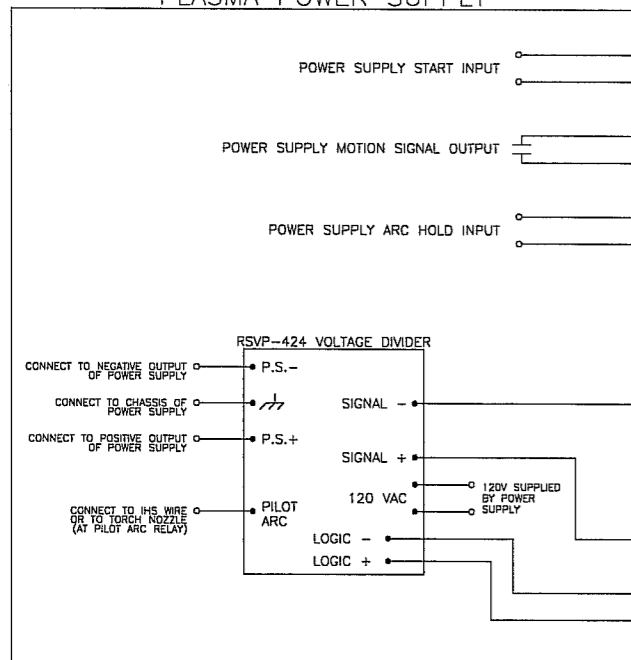 PLASMA POWER SUPPLY
POWER SUPPLY START INPUT
POWER SUPPLY MOTION SIGNAL OUTPUT
POWER SUPPLY ARC HOLD INPUT
RSVP-424 VOLTAGE DIVIDER
CONNECT TO NEGATIVE OUTPUT
OF POWER SUPPLY
P.S.-
CONNECT TO CHASSIS OF
POWER SUPPLY
SIGNAL -
CONNECT TO POSITIVE OUTPUT
OF POWER SUPPLY
P.S.+
SIGNAL +
120 VAC
120V SUPPLIED
BY POWER
SUPPLY
CONNECT TO IHS WIRE
OR TO TORCH NOZZLE
(AT PILOT ARC RELAY)
PILOT
ARC
LOGIC -
LOGIC +